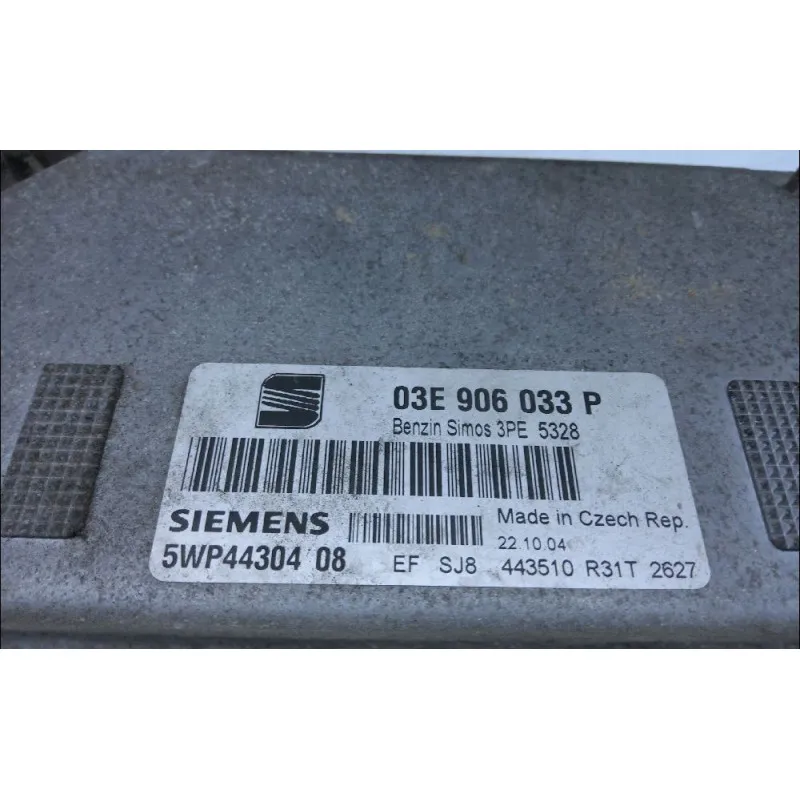 03E 906 033 P
Benzin Simos 3PE 5328
SIEMENS
Made in Czech Rep.
22.10.04
5WP44304 08
EF SJ8 443510 R31T 2627